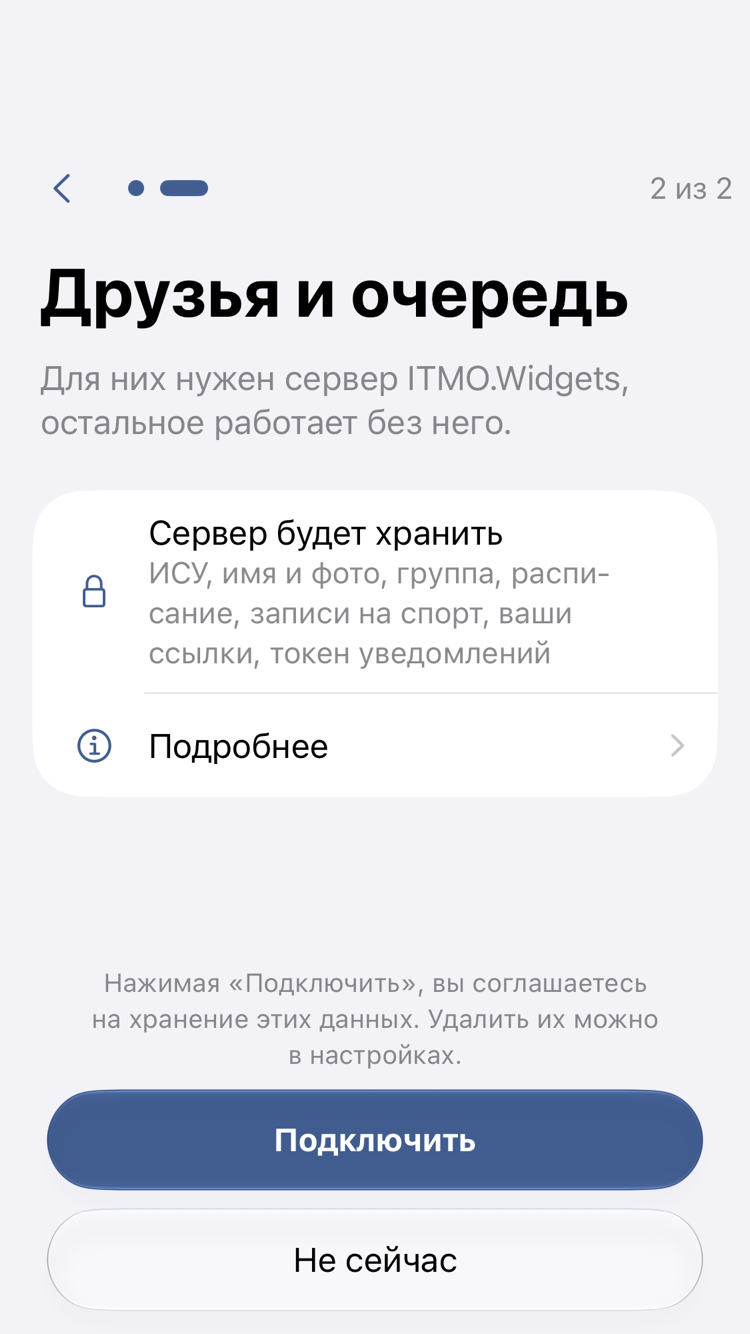 2 из 2
Друзья и очередь
Для них нужен сервер ITMO.Widgets,
остальное работает без него.
Сервер будет хранить
ИСУ, имя и фото, группа, распи-
сание, записи на спорт, ваши
ссылки, токен уведомлений
Подробнее
Нажимая «Подключить», вы соглашаетесь
на хранение этих данных. Удалить их можно
в настройках.
Подключить
Не сейчас